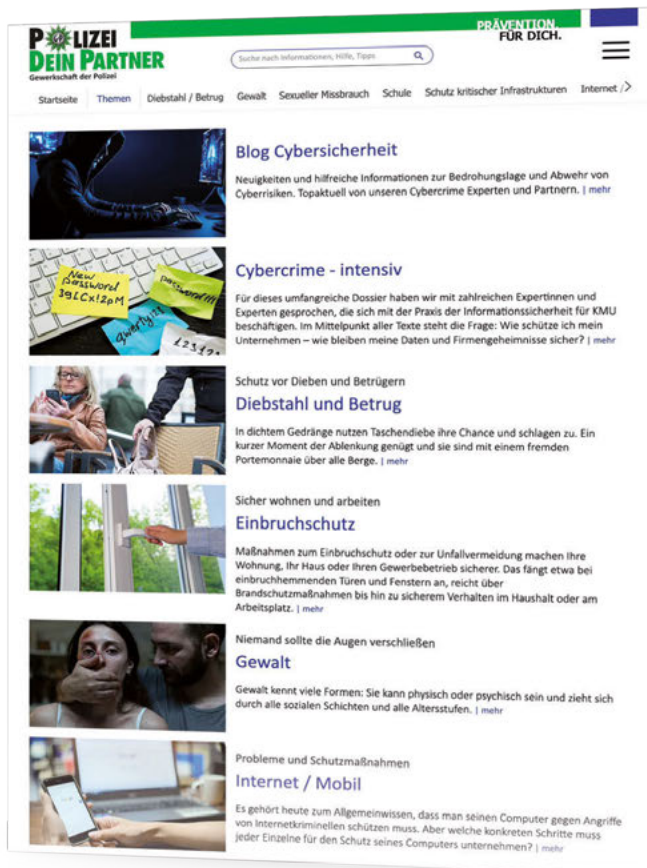 POLIZEI
DEIN PARTNER
Gewerkschaft der Polizei
PRÄVENTION.
FÜR DICH.
Suche nach Informationen, Hilfe, Tipps
Startseite Themen Diebstahl / Betrug Gewalt Sexueller Missbrauch Schule Schutz kritischer Infrastrukturen Internet /
Blog Cybersicherheit
Neuigkeiten und hilfreiche Informationen zur Bedrohungslage und Abwehr von
Cyberrisiken. Topaktuell von unseren Cybercrime Experten und Partnern. | mehr
New
password
39LCx!2pM
password!!!
qwerty123
123123
Cybercrime - intensiv
Für dieses umfangreiche Dossier haben wir mit zahlreichen Expertinnen und
Experten gesprochen, die sich mit der Praxis der Informationssicherheit für KMU
beschäftigen. Im Mittelpunkt aller Texte steht die Frage: Wie schütze ich mein
Unternehmen – wie bleiben meine Daten und Firmengeheimnisse sicher? | mehr
Schutz vor Dieben und Betrügern
Diebstahl und Betrug
In dichtem Gedränge nutzen Taschendiebe ihre Chance und schlagen zu. Ein
kurzer Moment der Ablenkung genügt und sie sind mit einem fremden
Portemonnaie über alle Berge. | mehr
Sicher wohnen und arbeiten
Einbruchschutz
Maßnahmen zum Einbruchschutz oder zur Unfallvermeidung machen Ihre
Wohnung, Ihr Haus oder Ihren Gewerbebetrieb sicherer. Das fängt etwa bei
einbruchhemmenden Türen und Fenstern an, reicht über
Brandschutzmaßnahmen bis hin zu sicherem Verhalten im Haushalt oder am
Arbeitsplatz. | mehr
Niemand sollte die Augen verschließen
Gewalt
Gewalt kennt viele Formen: Sie kann physisch oder psychisch sein und zieht sich
durch alle sozialen Schichten und alle Altersstufen. | mehr
Probleme und Schutzmaßnahmen
Internet / Mobil
Es gehört heute zum Allgemeinwissen, dass man seinen Computer gegen Angriffe
von Internetkriminellen schützen muss. Aber welche konkreten Schritte muss
jeder Einzelne für den Schutz seines Computers unternehmen? | mehr